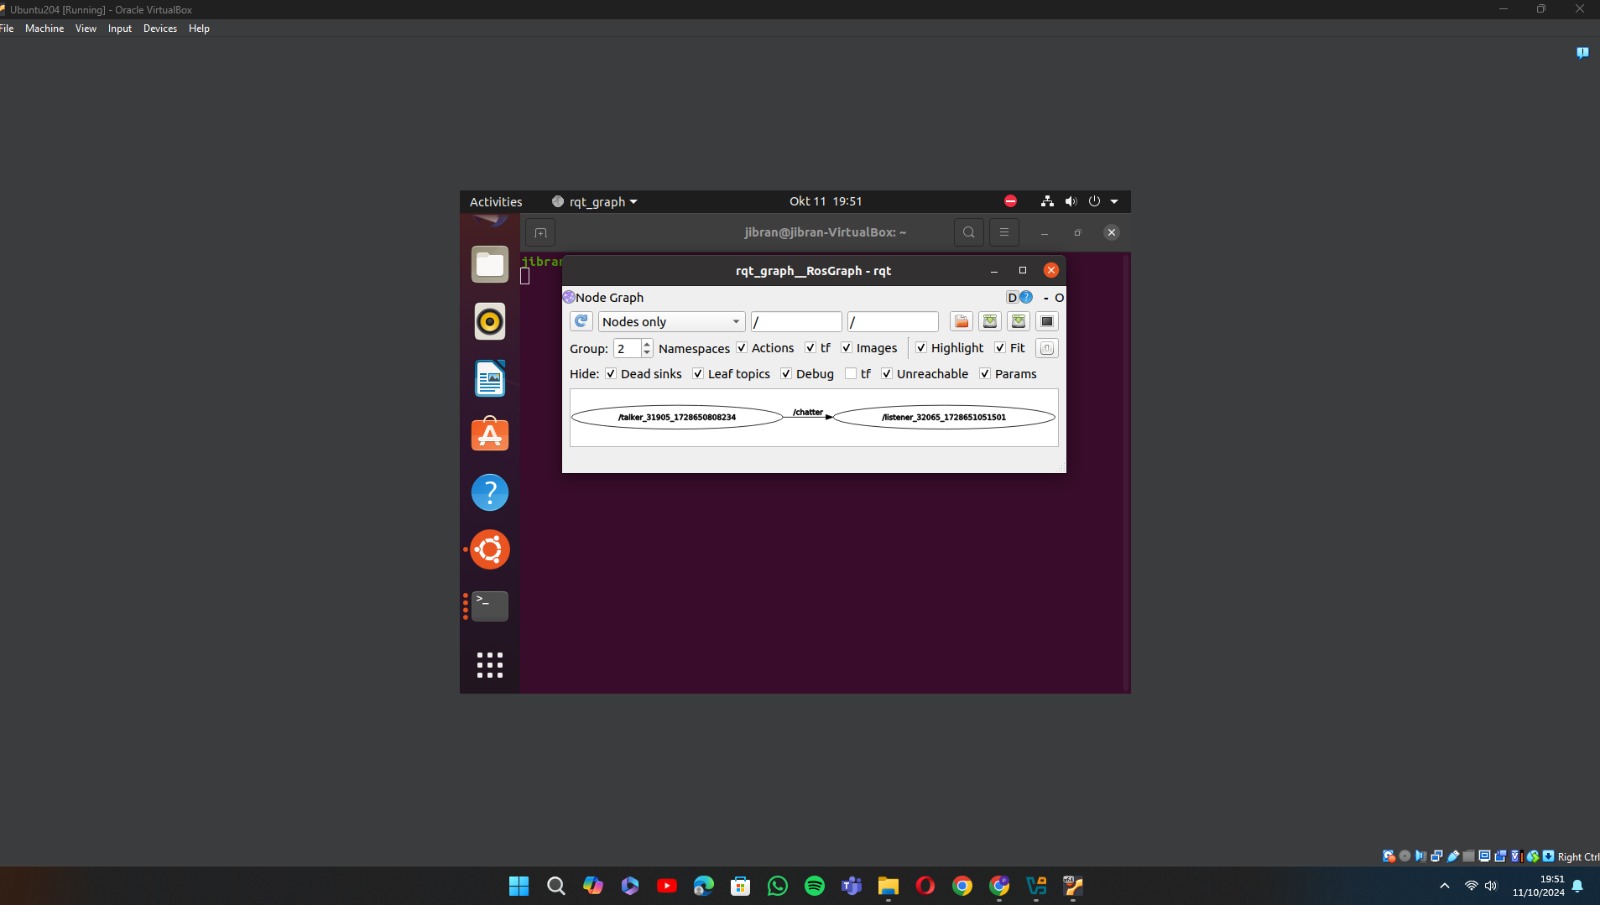 Ubuntu204 [Running] - Oracle VirtualBox
File Machine View Input Devices Help
Activities rqt_graph Okt 11 19:51
jibran@jibran-VirtualBox: ~
jibran
rqt_graph__RosGraph - rqt
Node Graph D ? - O
Nodes only / /
Group: 2 Namespaces Actions tf Images Highlight Fit
Hide: Dead sinks Leaf topics Debug tf Unreachable Params
/talker_31905_1728650808234 /chatter /listener_32065_1728651051501
Right Ctrl
19:51
11/10/2024